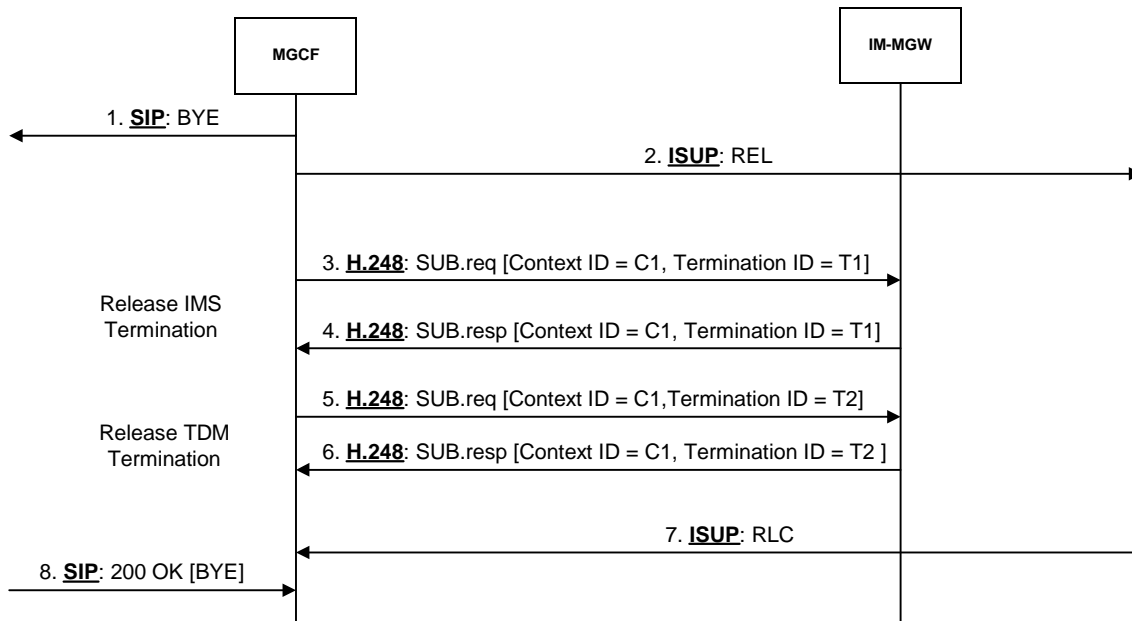 MGCF
IM-MGW
1. SIP: BYE
2. ISUP: REL
3. H.248: SUB.req [Context ID = C1, Termination ID = T1]
Release IMS
Termination
4. H.248: SUB.resp [Context ID = C1, Termination ID = T1]
5. H.248: SUB.req [Context ID = C1,Termination ID = T2]
Release TDM
Termination
6. H.248: SUB.resp [Context ID = C1, Termination ID = T2 ]
7. ISUP: RLC
8. SIP: 200 OK [BYE]